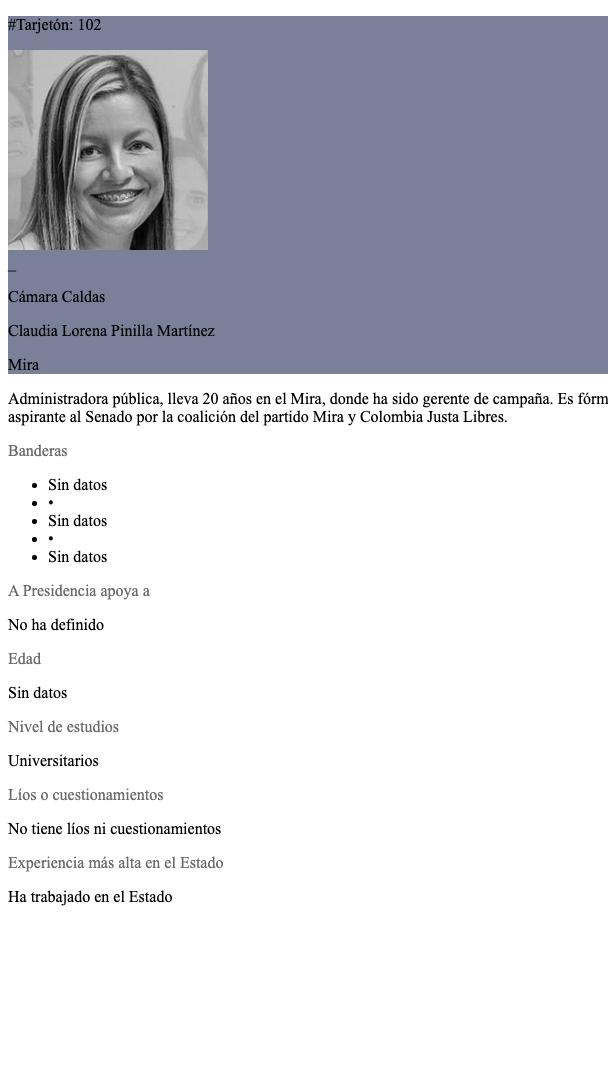 #Tarjetón: 102
_
Cámara Caldas
Claudia Lorena Pinilla Martínez
Mira
Administradora pública, lleva 20 años en el Mira, donde ha sido gerente de campaña. Es fórm
aspirante al Senado por la coalición del partido Mira y Colombia Justa Libres.
Banderas
• Sin datos
• •
• Sin datos
• •
• Sin datos
A Presidencia apoya a
No ha definido
Edad
Sin datos
Nivel de estudios
Universitarios
Líos o cuestionamientos
No tiene líos ni cuestionamientos
Experiencia más alta en el Estado
Ha trabajado en el Estado